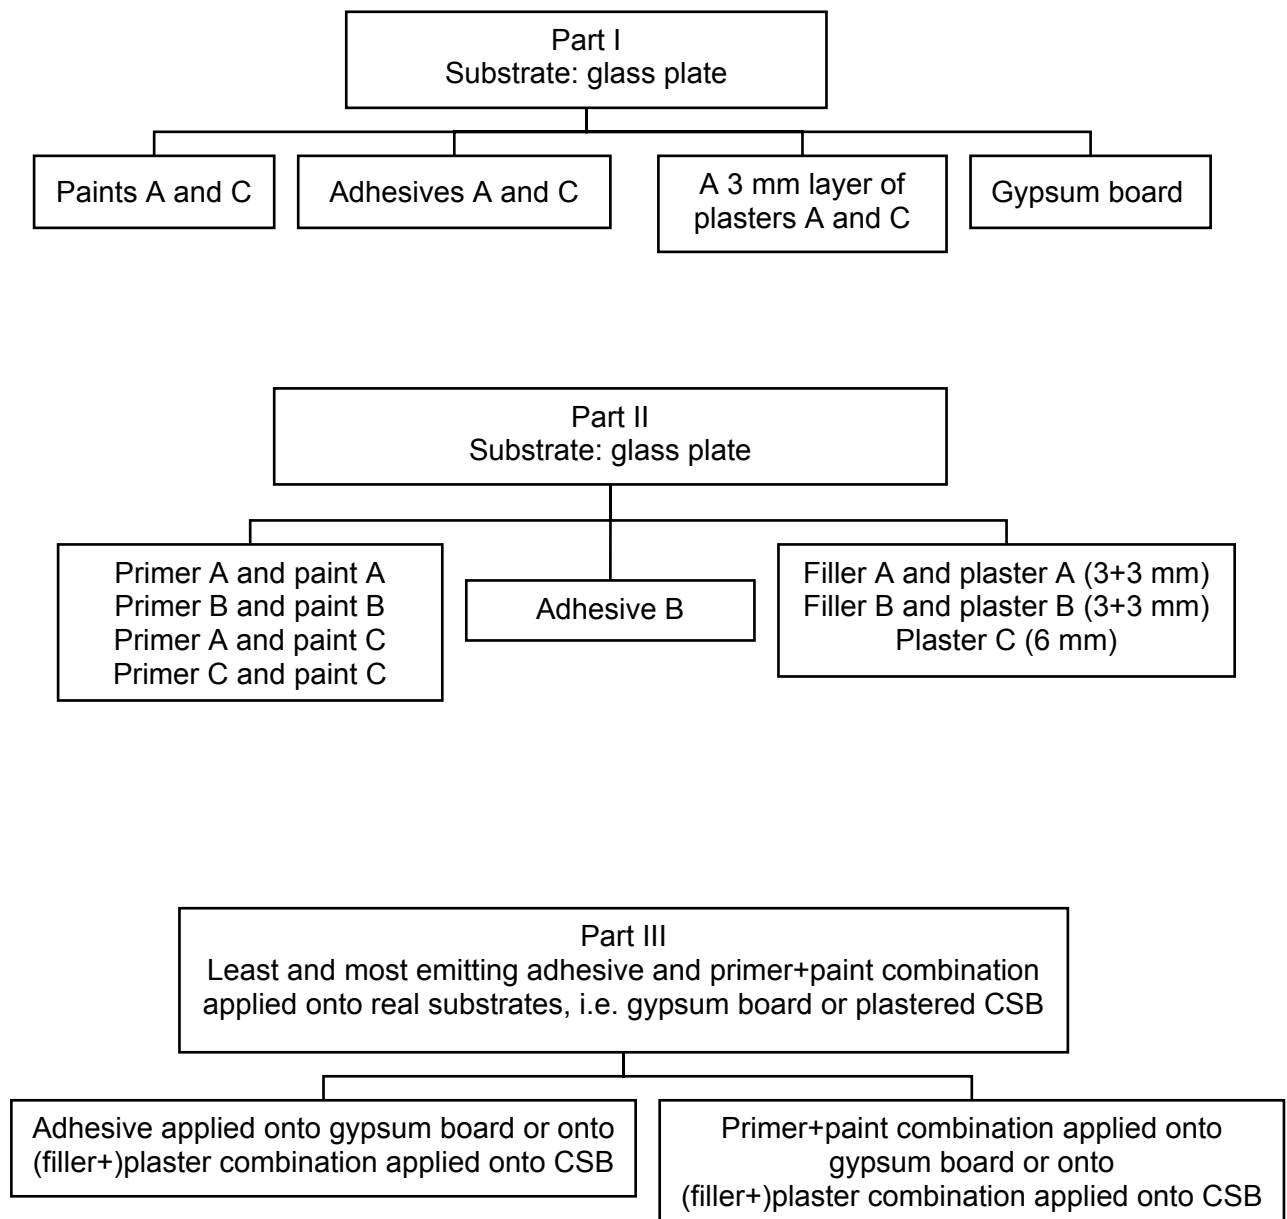 Part I
Substrate: glass plate
Paints A and C
Adhesives A and C
A 3 mm layer of
plasters A and C
Gypsum board
Part II
Substrate: glass plate
Primer A and paint A
Primer B and paint B
Primer A and paint C
Primer C and paint C
Adhesive B
Filler A and plaster A (3+3 mm)
Filler B and plaster B (3+3 mm)
Plaster C (6 mm)
Part III
Least and most emitting adhesive and primer+paint combination
applied onto real substrates, i.e. gypsum board or plastered CSB
Adhesive applied onto gypsum board or onto
(filler+)plaster combination applied onto CSB
Primer+paint combination applied onto
gypsum board or onto
(filler+)plaster combination applied onto CSB